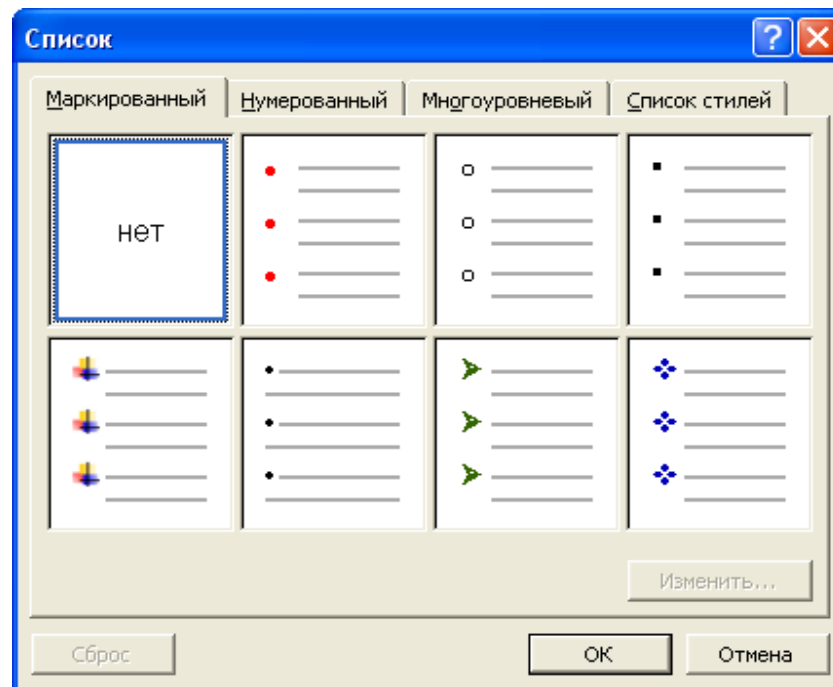 Список
Маркированный Нумерованный Многоуровневый Список стилей
нет
Изменить...
Сброс ОК Отмена